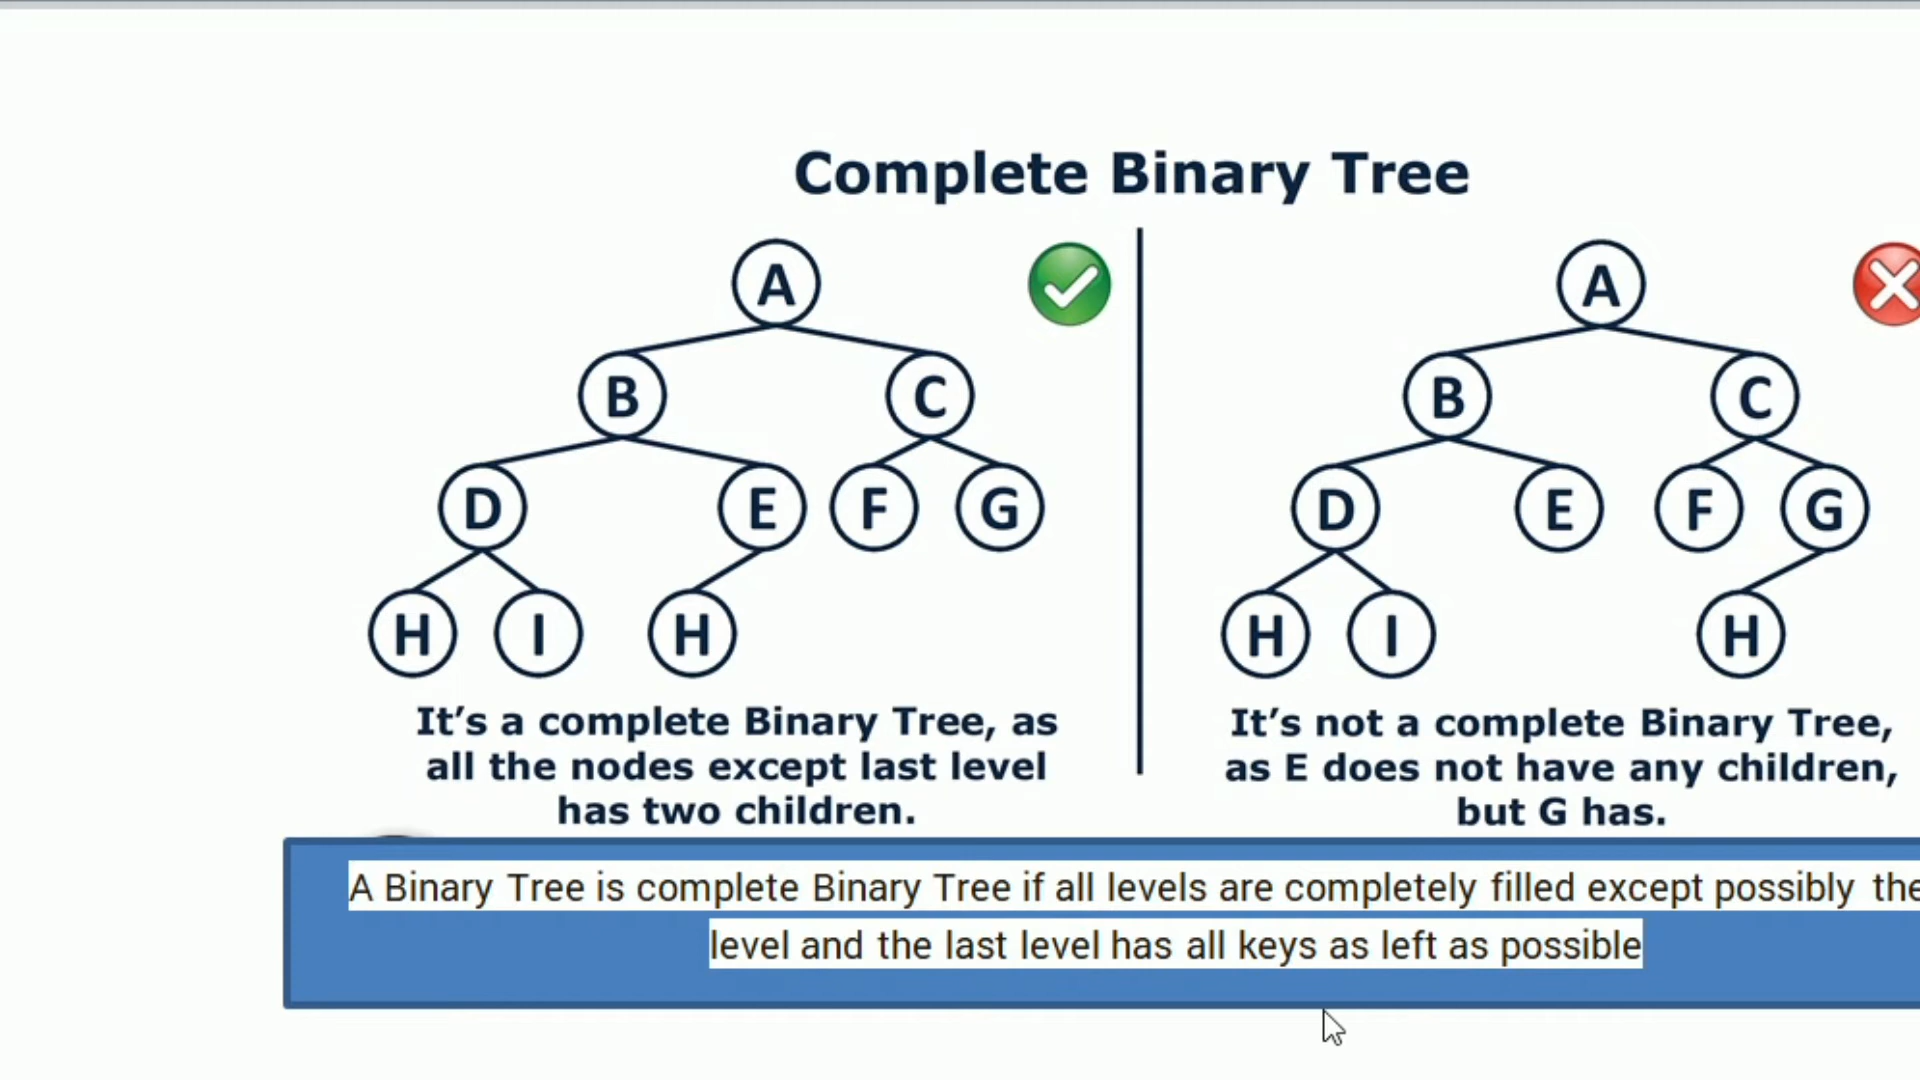 Complete Binary Tree
A
A
B
C
B
C
D
E
F
G
D
E
F
G
H
I
H
H
I
H
It's a complete Binary Tree, as
all the nodes except last level
has two children.
It's not a complete Binary Tree,
as E does not have any children,
but G has.
A Binary Tree is complete Binary Tree if all levels are completely filled except possibly the
level and the last level has all keys as left as possible